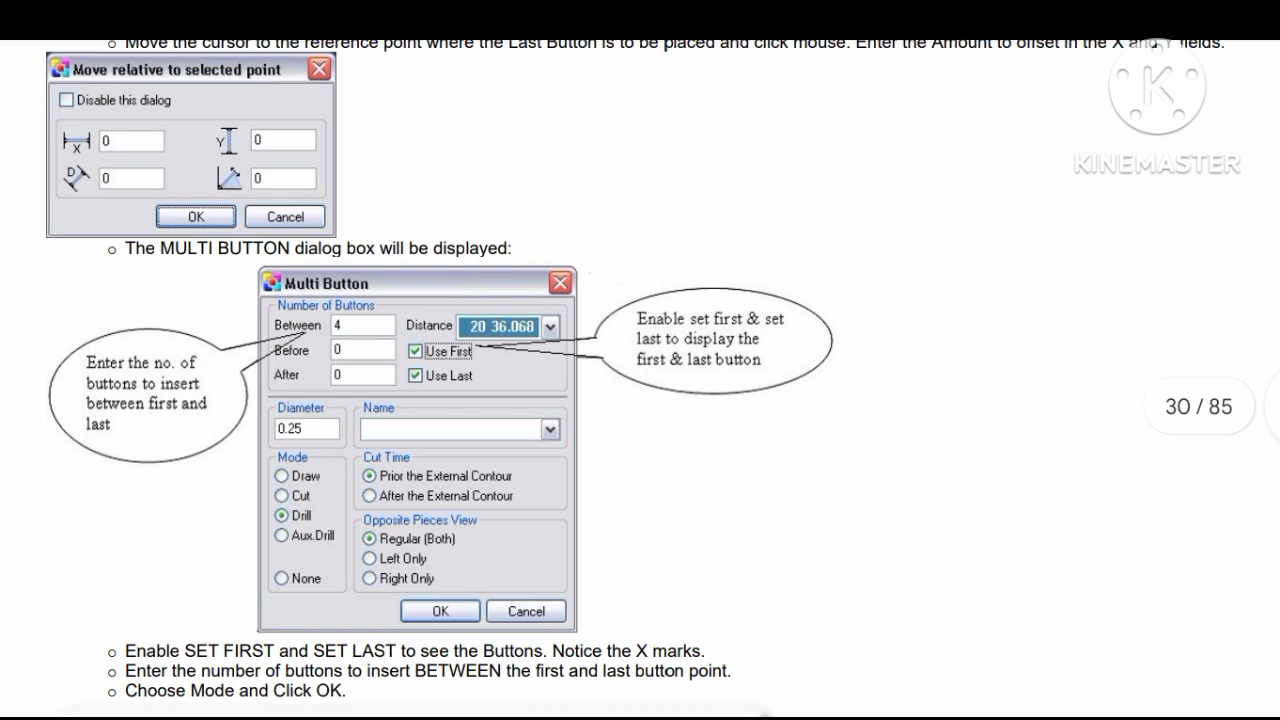 o Move the cursor to the reference point where the Last Button is to be placed and click mouse. Enter the Amount to offset in the X and Y fields.
Move relative to selected point
Disable this dialog
X 0 Y 0
D 0 0
OK Cancel
K
KINEMASTER
o The MULTI BUTTON dialog box will be displayed:
Multi Button
Number of Buttons
Between 4 Distance 20 36.068
Before 0 Use First
After 0 Use Last
Enter the no. of
buttons to insert
between first and
last
Enable set first & set
last to display the
first & last button
Diameter Name
0.25
Mode
Draw
Cut
Drill
Aux.Drill
None
Cut Time
Prior the External Contour
After the External Contour
Opposite Pieces View
Regular (Both)
Left Only
Right Only
OK Cancel
30 / 85
o Enable SET FIRST and SET LAST to see the Buttons. Notice the X marks.
o Enter the number of buttons to insert BETWEEN the first and last button point.
o Choose Mode and Click OK.